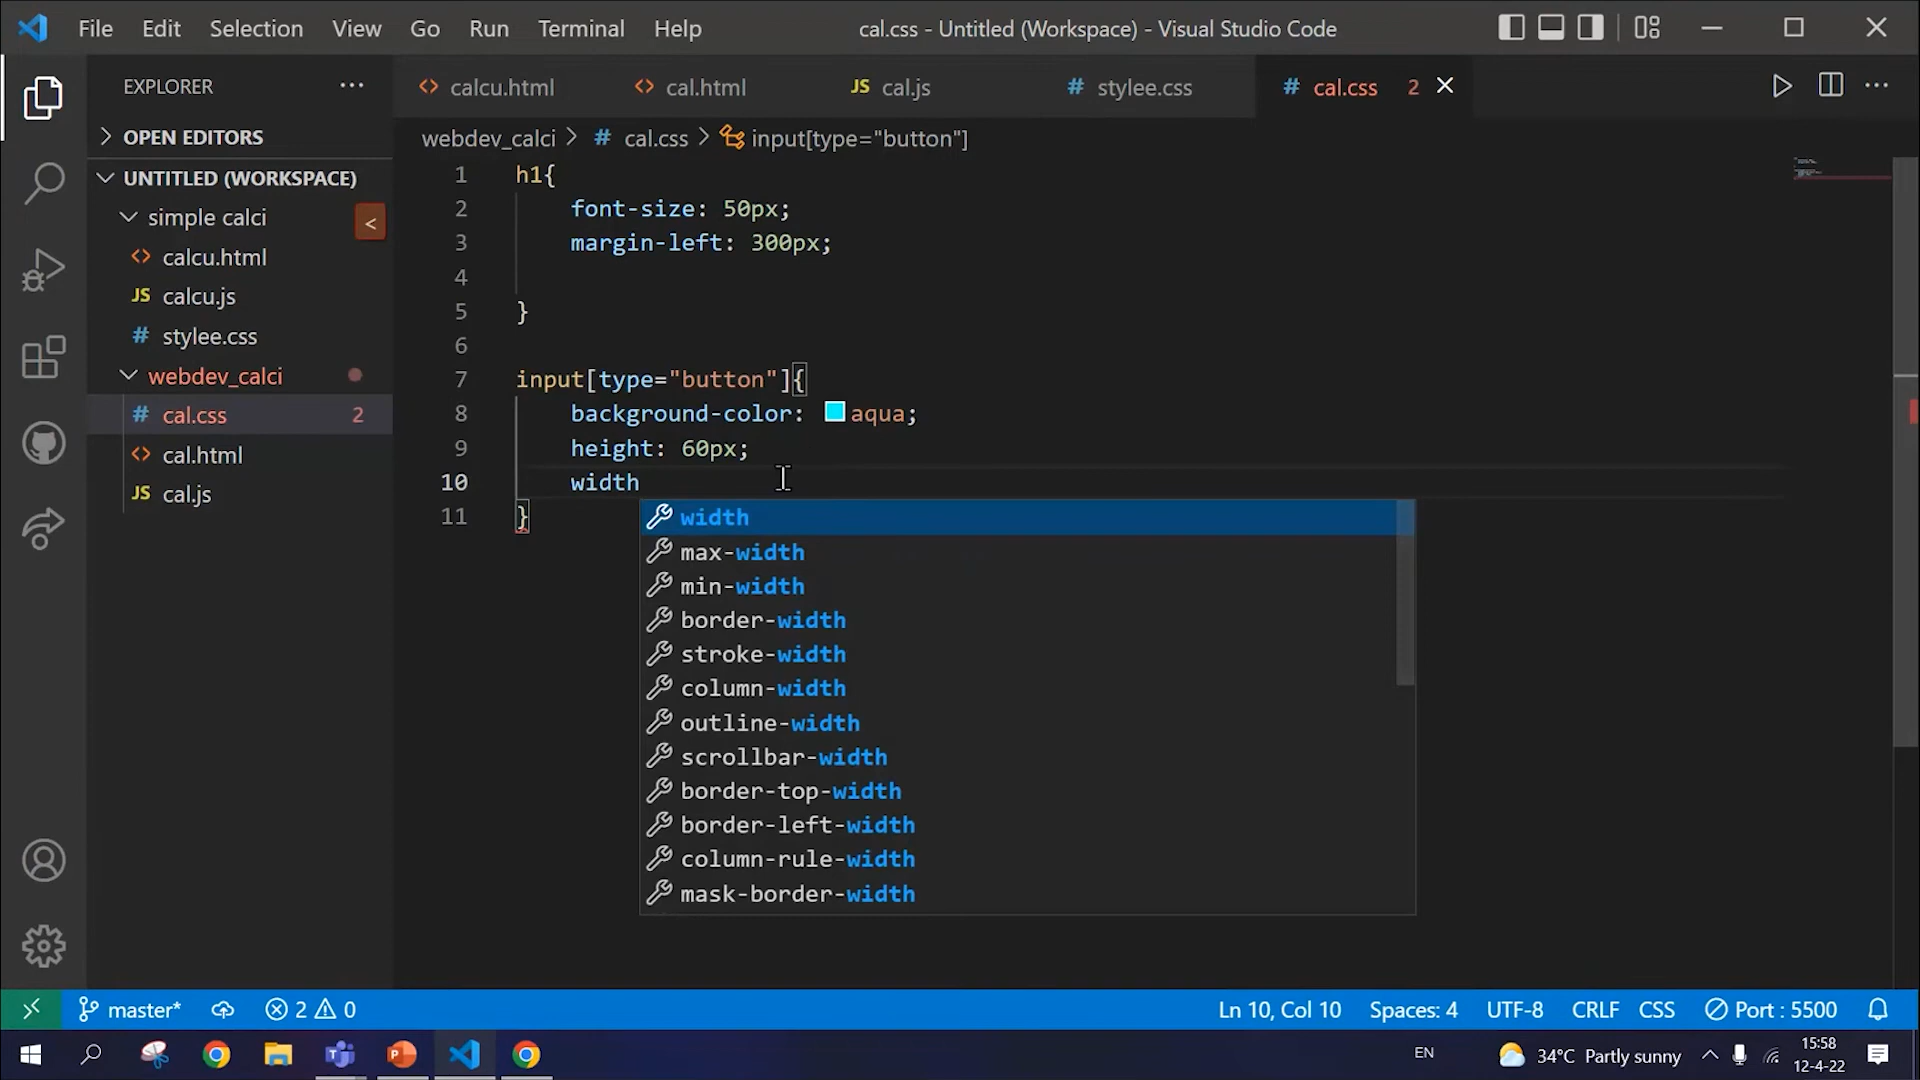 File Edit Selection View Go Run Terminal Help cal.css - Untitled (Workspace) - Visual Studio Code
EXPLORER ··· <> calcu.html <> cal.html JS cal.js # stylee.css # cal.css 2
> OPEN EDITORS
webdev_calci > # cal.css > input[type="button"]
UNTITLED (WORKSPACE)
simple calci
<
<> calcu.html
JS calcu.js
# stylee.css
webdev_calci
# cal.css 2
<> cal.html
JS cal.js
1 h1{
2 font-size: 50px;
3 margin-left: 300px;
4
5 }
6
7 input[type="button"]{
8 background-color: aqua;
9 height: 60px;
10 width
11 }
width
max-width
min-width
border-width
stroke-width
column-width
outline-width
scrollbar-width
border-top-width
border-left-width
column-rule-width
mask-border-width
master* 2 0 Ln 10, Col 10 Spaces: 4 UTF-8 CRLF CSS Port : 5500
EN 34°C Partly sunny 15:58
12-4-22